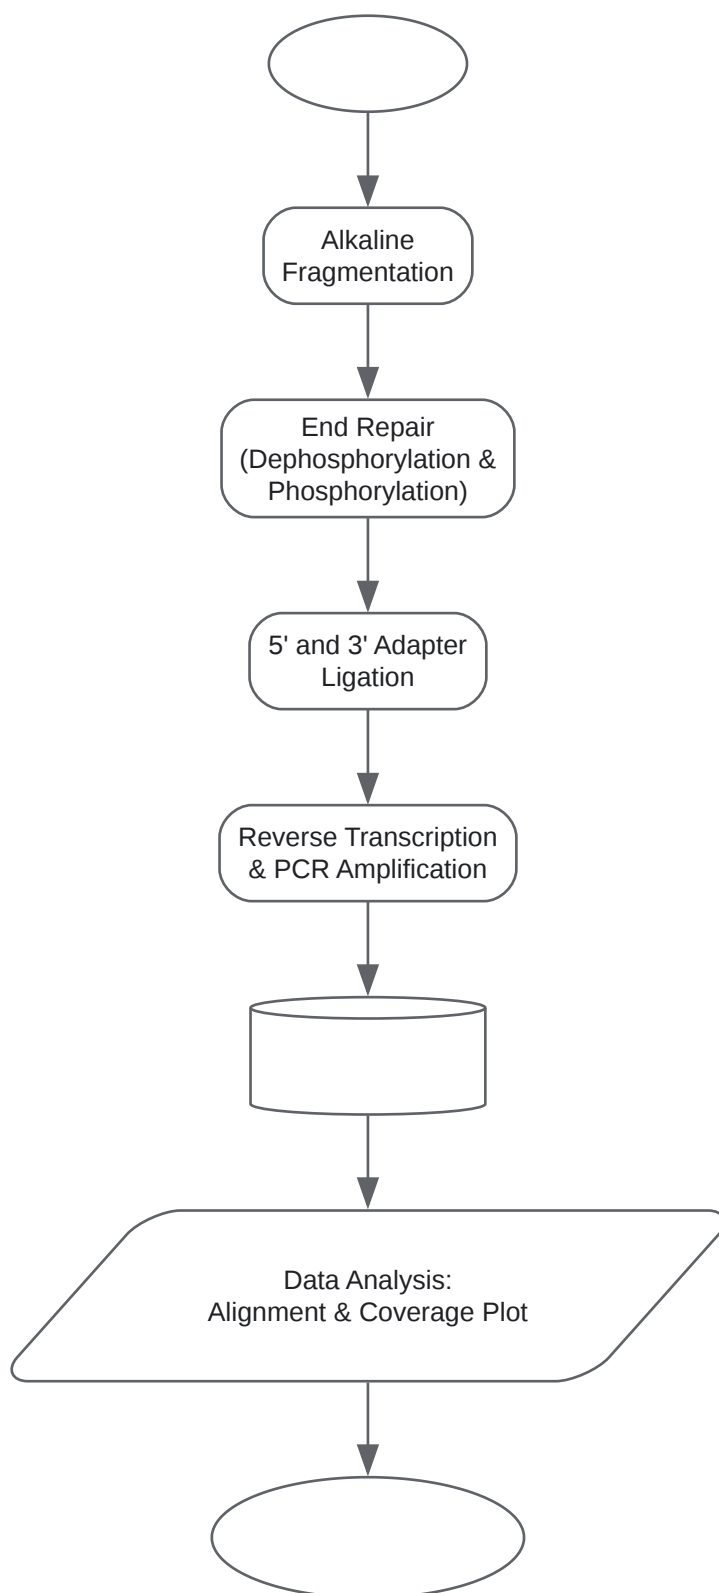 Alkaline
Fragmentation
End Repair
(Dephosphorylation &
Phosphorylation)
5' and 3' Adapter
Ligation
Reverse Transcription
& PCR Amplification
Data Analysis:
Alignment & Coverage Plot